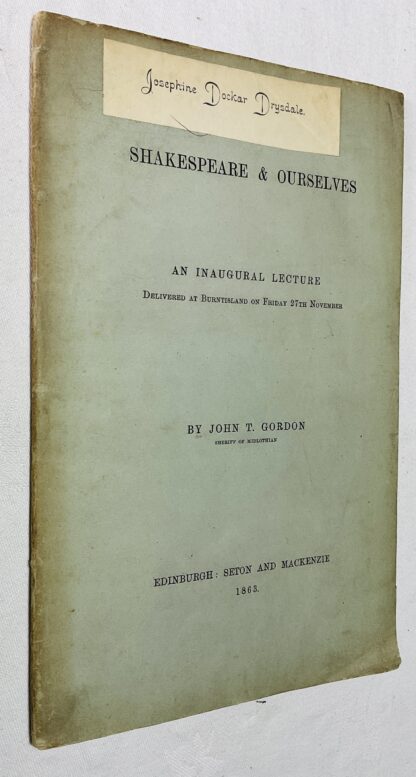 Josephine Dockar Drysdale.
SHAKESPEARE & OURSELVES
AN INAUGURAL LECTURE
DELIVERED AT BURNTISLAND ON FRIDAY 27TH NOVEMBER
BY JOHN T. GORDON
SHERIFF OF MIDLOTHIAN
EDINBURGH: SETON AND MACKENZIE
1863.